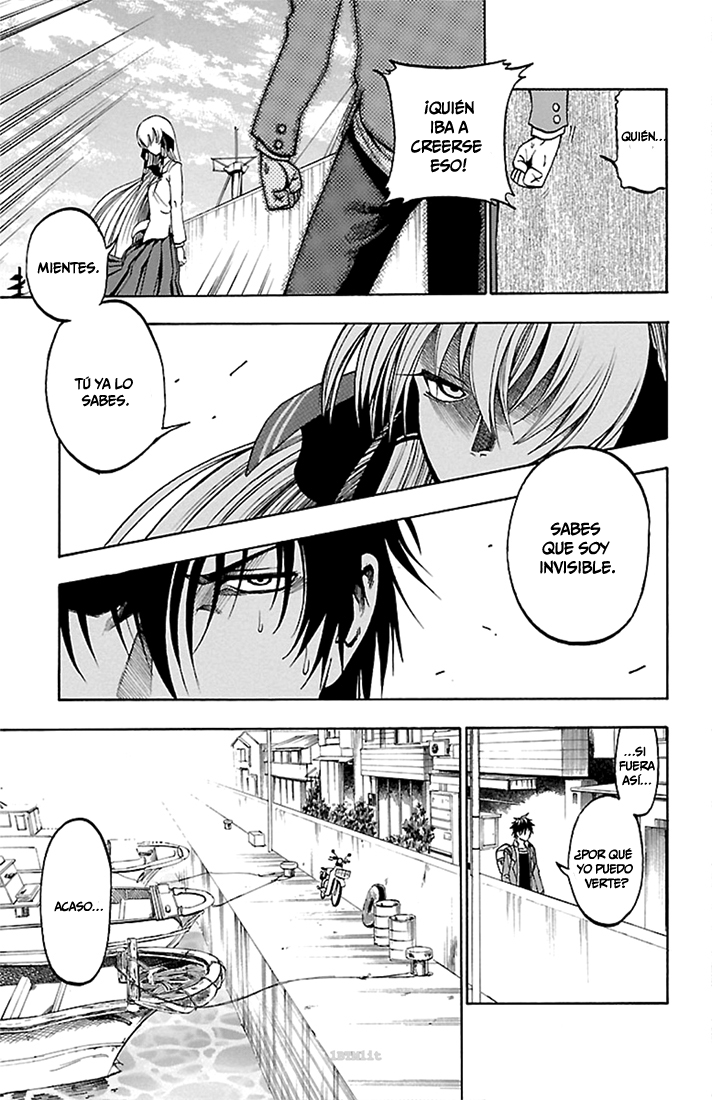 QUIÉN...
¡QUIÉN
IBA A
CREERSE
ESO!
MIENTES.
TÚ YA LO
SABES.
SABES
QUE SOY
INVISIBLE.
...SI
FUERA
ASÍ...
¿POR QUÉ
YO PUEDO
VERTE?
ACASO...